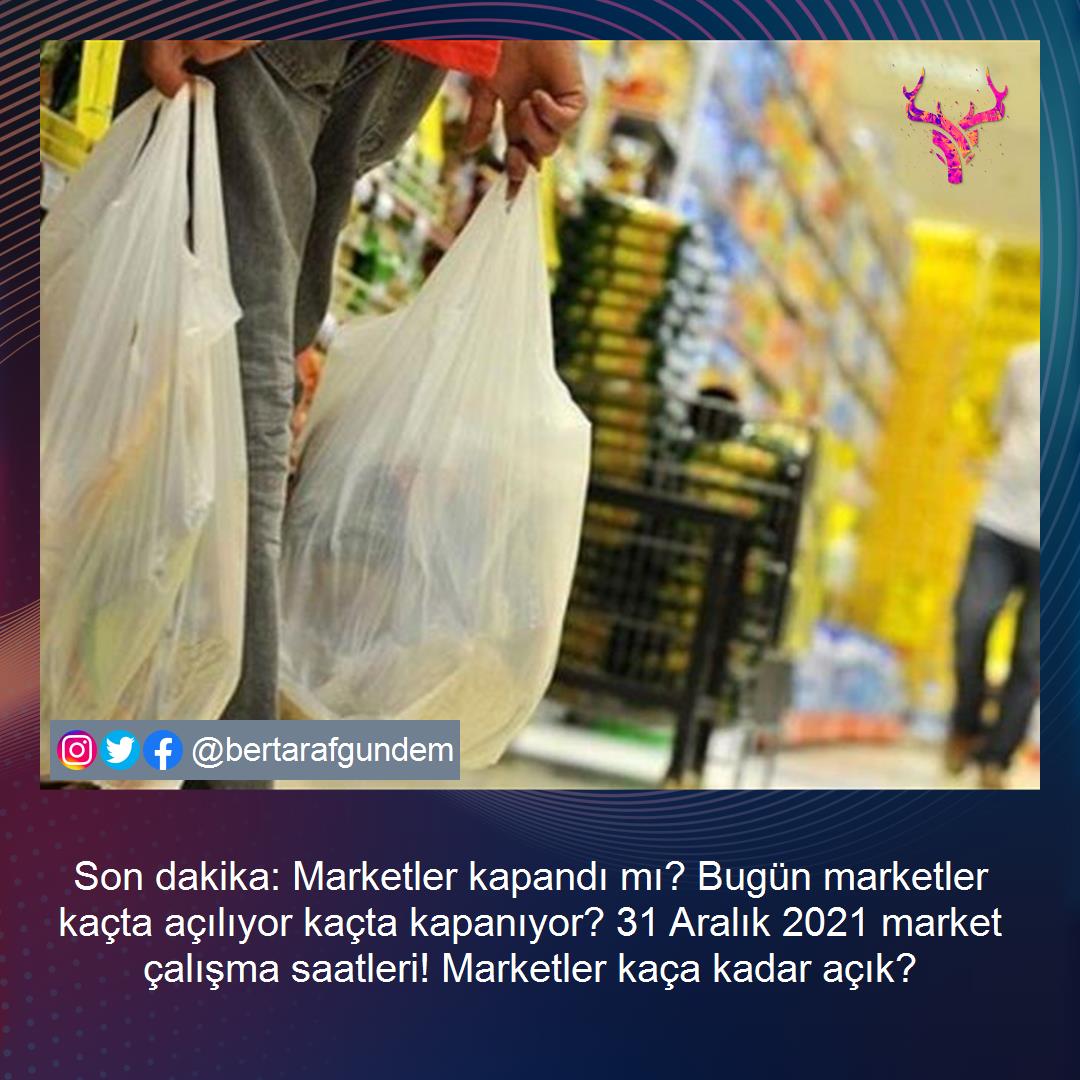 @bertarafgundem
Son dakika: Marketler kapandı mı? Bugün marketler
kaçta açılıyor kaçta kapanıyor? 31 Aralık 2021 market
çalışma saatleri! Marketler kaça kadar açık?